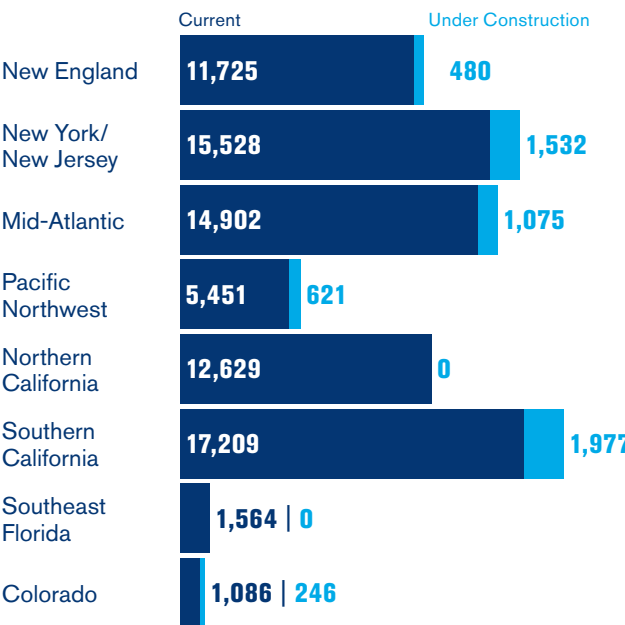 Current Under Construction
New England 11,725 480
New York/
New Jersey 15,528 1,532
Mid-Atlantic 14,902 1,075
Pacific
Northwest 5,451 621
Northern
California 12,629 0
Southern
California 17,209 1,977
Southeast
Florida 1,564 | 0
Colorado 1,086 | 246